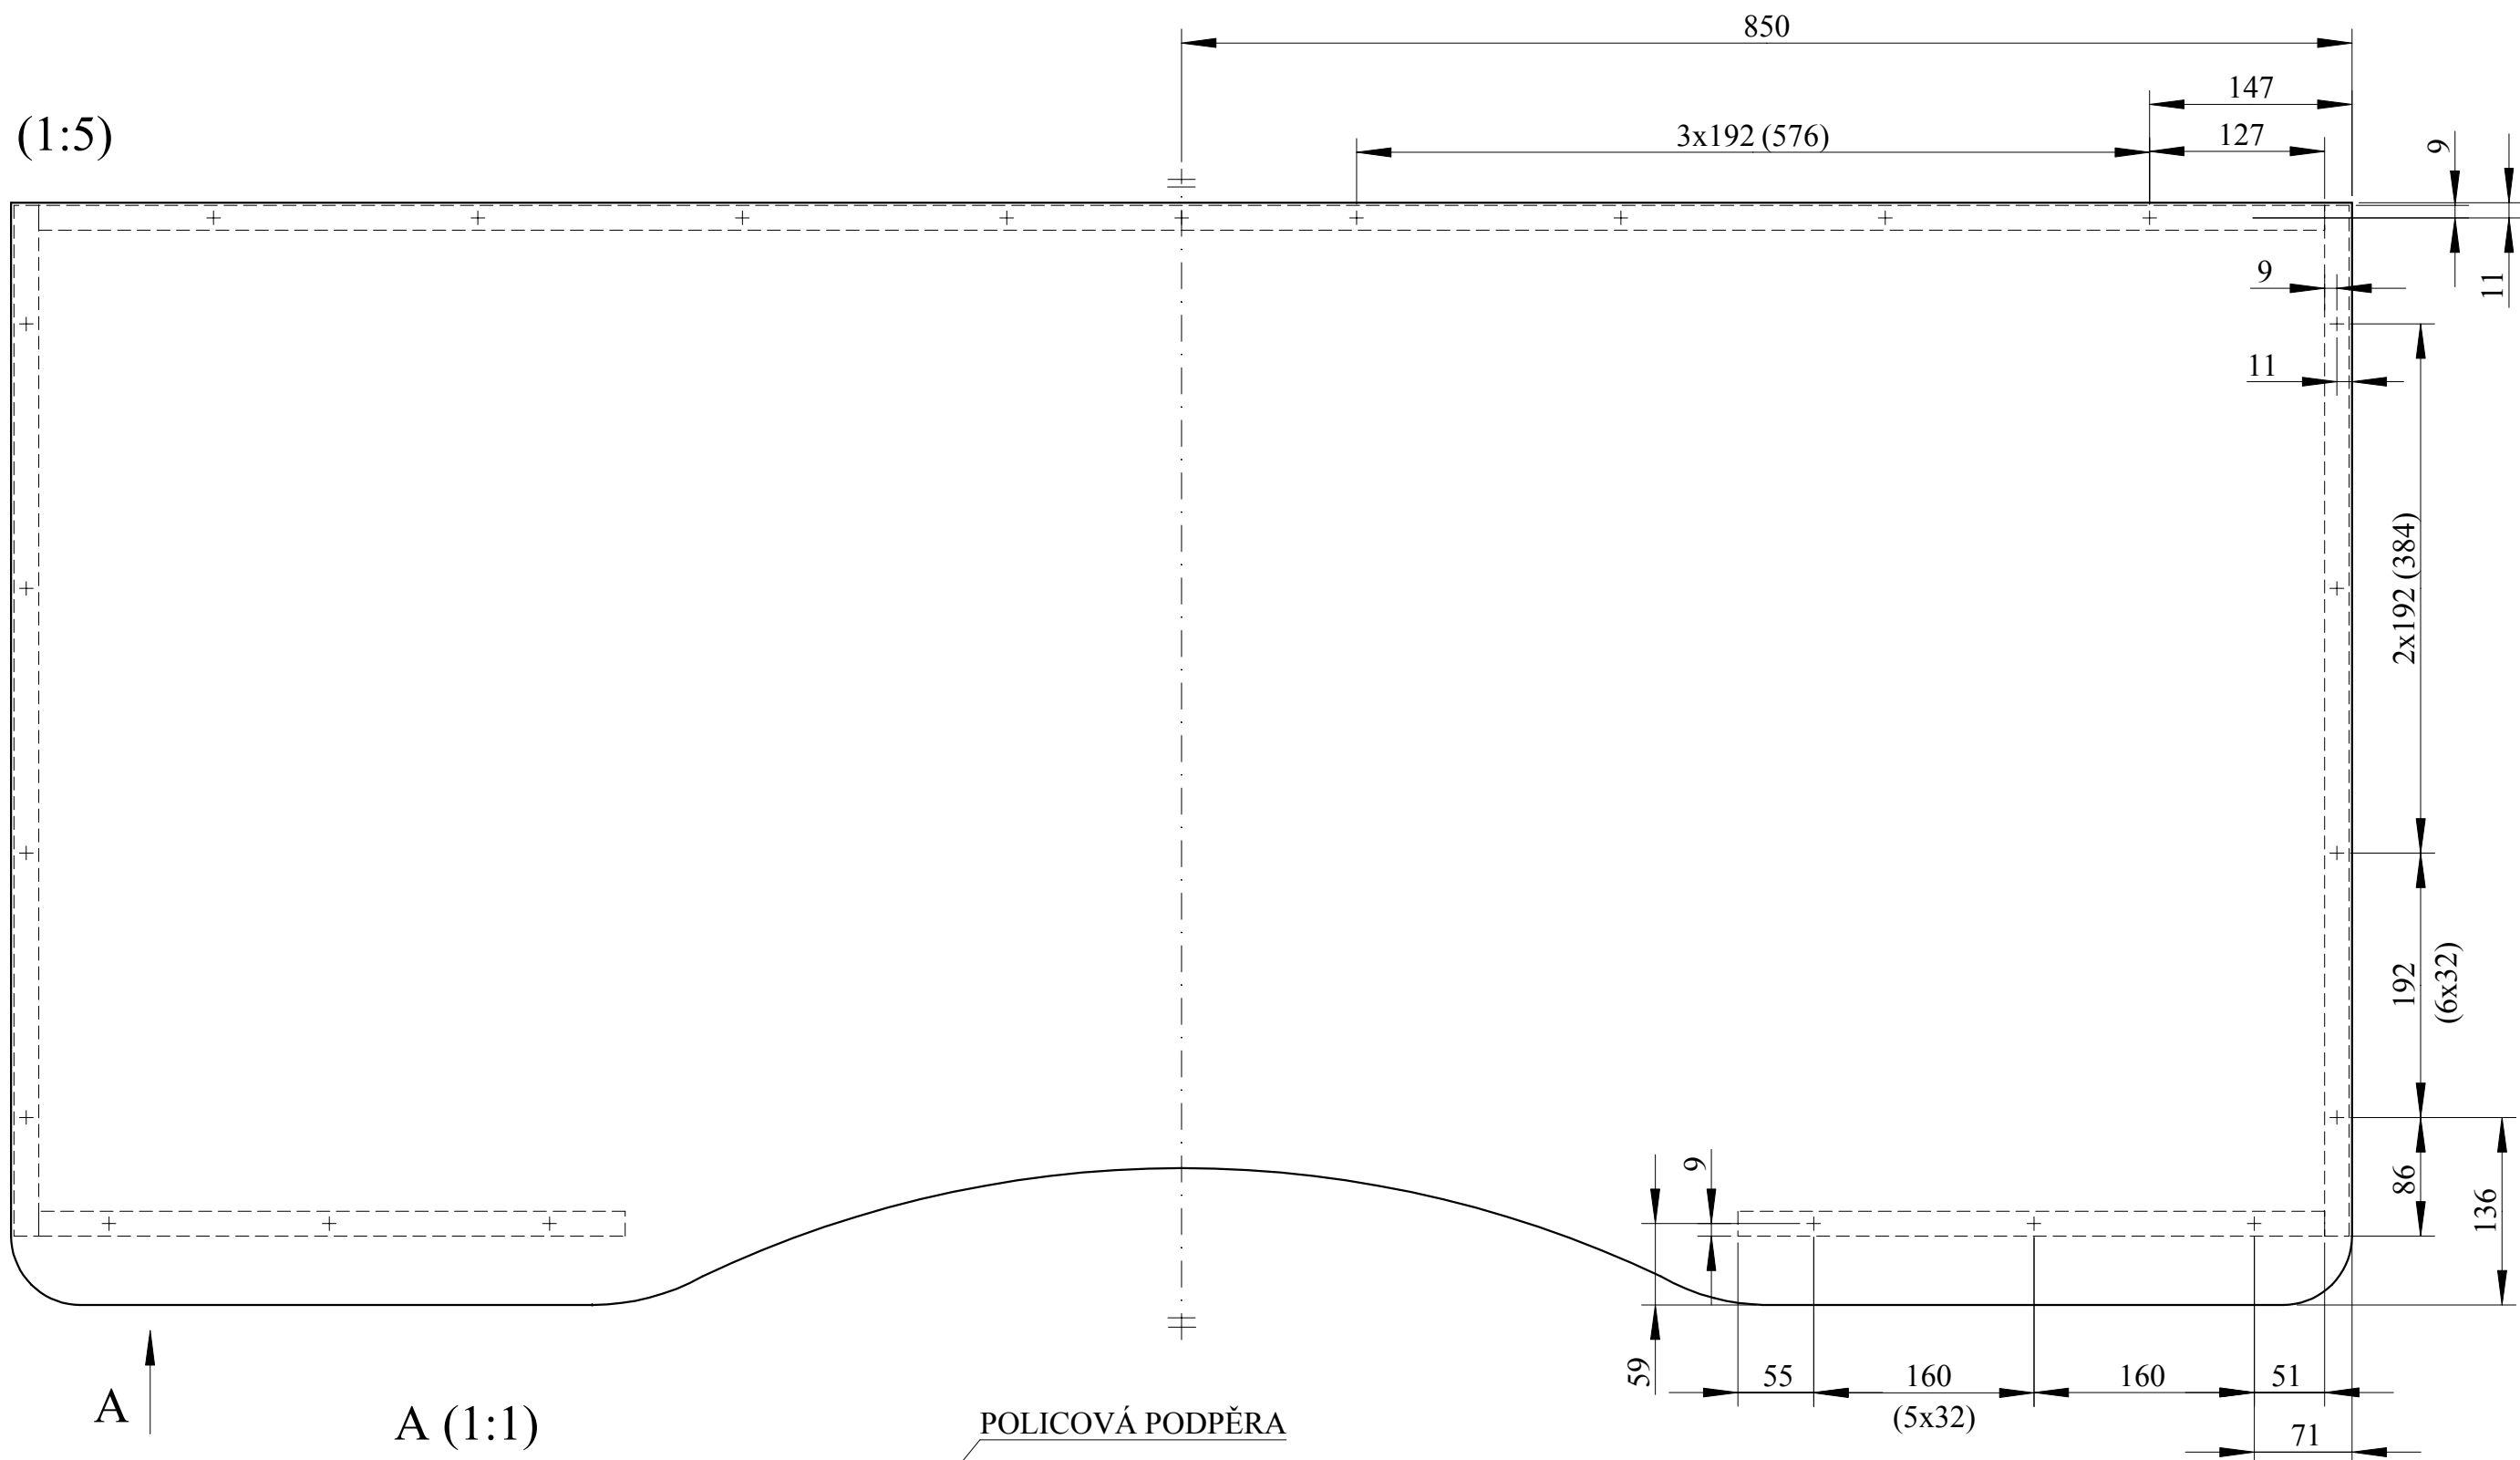 850
147
(1:5)
3x192 (576)
127
9
11
9
11
2x192 (384)
192
(6x32)
9
86
136
59
55
160
160
51
(5x32)
A
A (1:1)
POLICOVÁ PODPĚRA
71